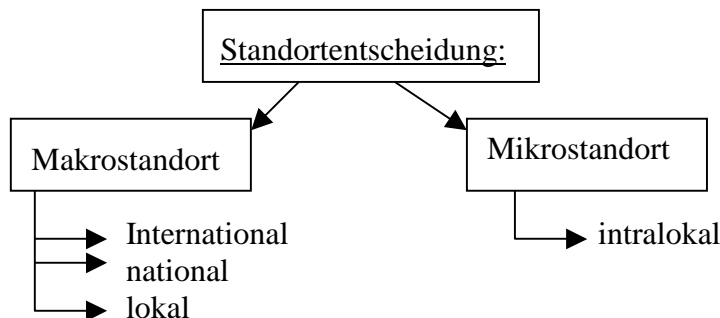 Standortentscheidung:
Makrostandort
Mikrostandort
International
national
lokal
intralokal